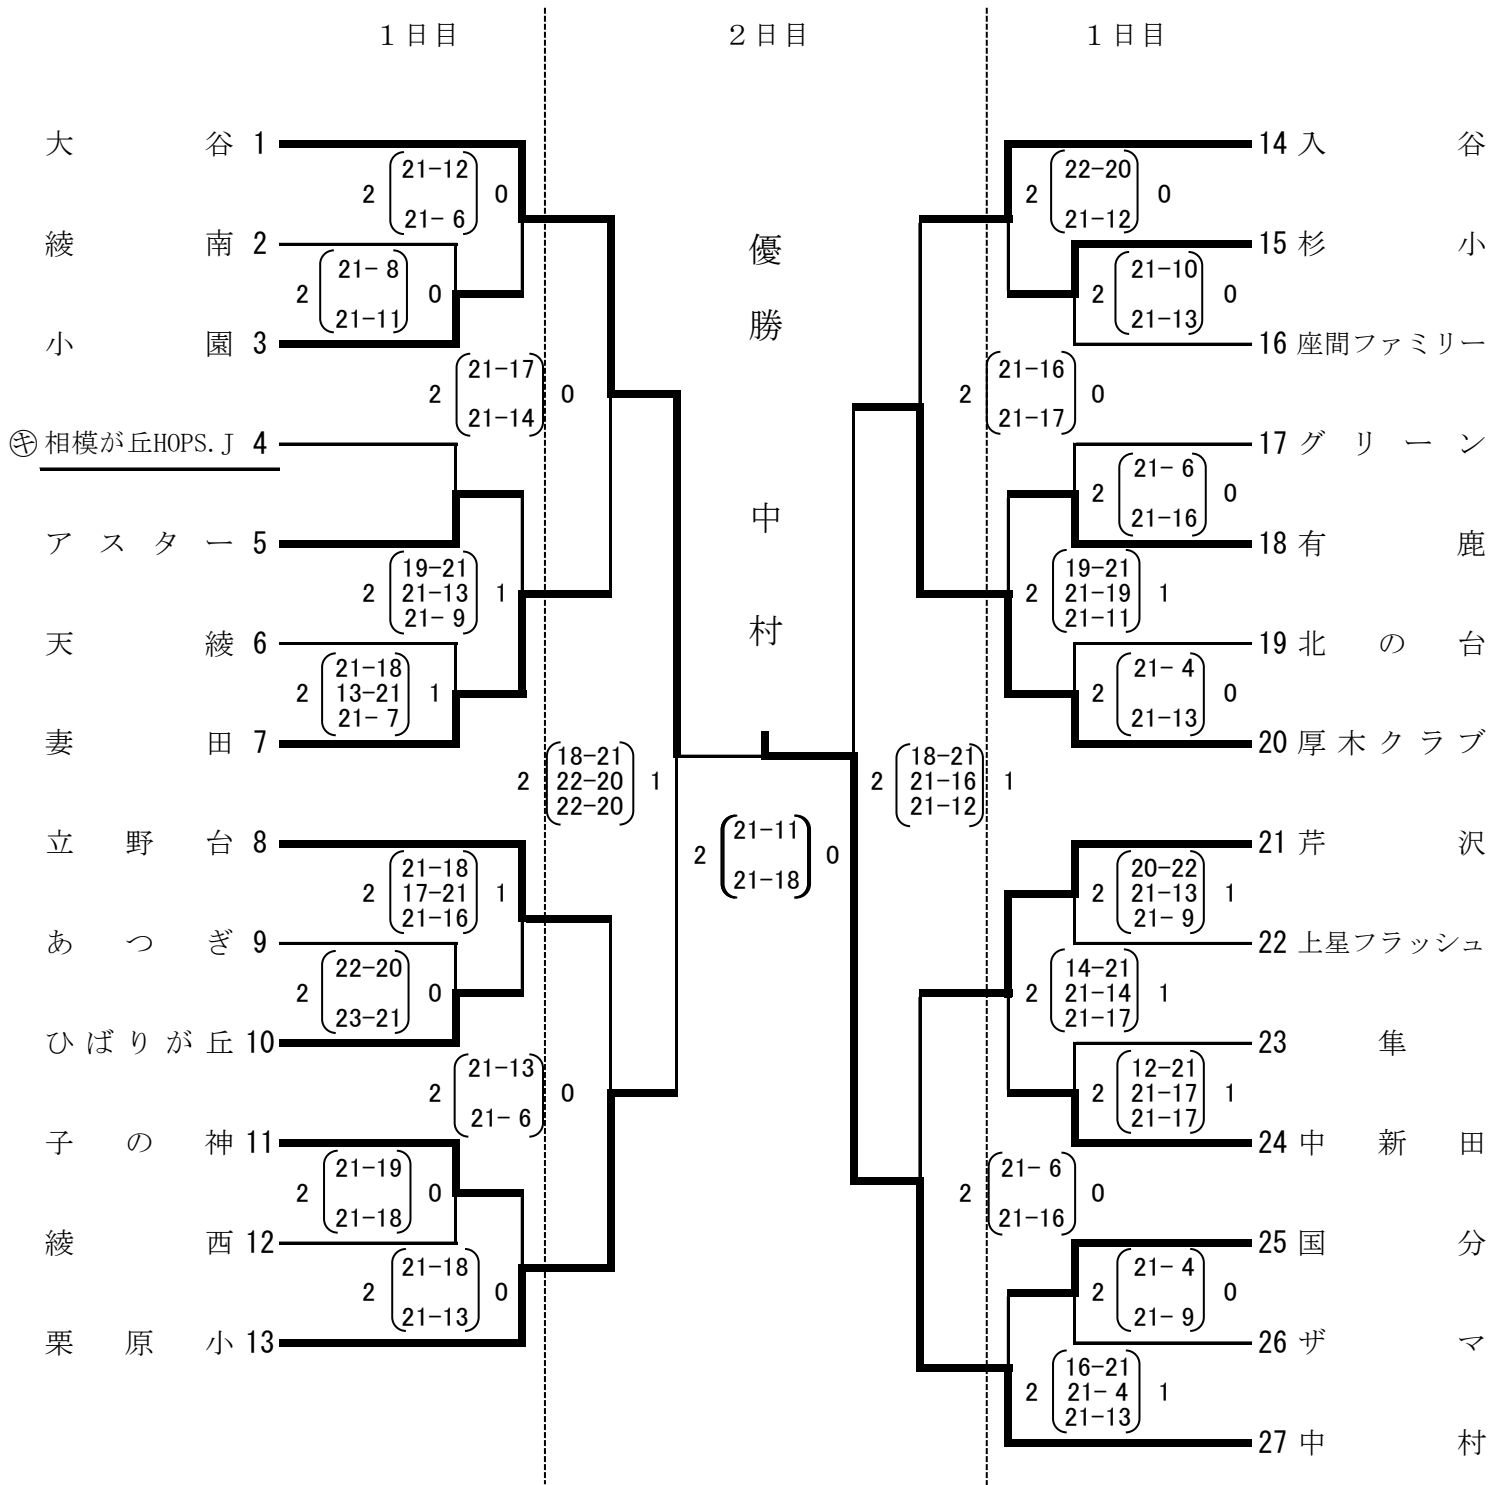 1日目 2日目 1日目
大谷 1
2 21-12 21- 6 0
綾南 2
2 21- 8 21-11 0
小園 3
2 21-17 21-14 0
㋖ 相模が丘HOPS.J 4
アスター 5
2 19-21 21-13 21- 9 1
天綾 6
2 21-18 13-21 21- 7 1
妻田 7
2 18-21 22-20 22-20 1
立野台 8
2 21-18 17-21 21-16 1
あつぎ 9
2 22-20 23-21 0
ひばりが丘 10
2 21-13 21- 6 0
子の神 11
2 21-19 21-18 0
綾西 12
2 21-18 21-13 0
栗原小 13
優勝
中村
2 21-11 21-18 0
14 入谷
2 22-20 21-12 0
15 杉小
2 21-10 21-13 0
16 座間ファミリー
2 21-16 21-17 0
17 グリーン
2 21- 6 21-16 0
18 有鹿
2 19-21 21-19 21-11 1
19 北の台
2 21- 4 21-13 0
20 厚木クラブ
2 18-21 21-16 21-12 1
21 芹沢
2 20-22 21-13 21- 9 1
22 上星フラッシュ
2 14-21 21-14 21-17 1
23 隼
2 12-21 21-17 21-17 1
24 中新田
2 21- 6 21-16 0
25 国分
2 21- 4 21- 9 0
26 ザマ
2 16-21 21- 4 21-13 1
27 中村